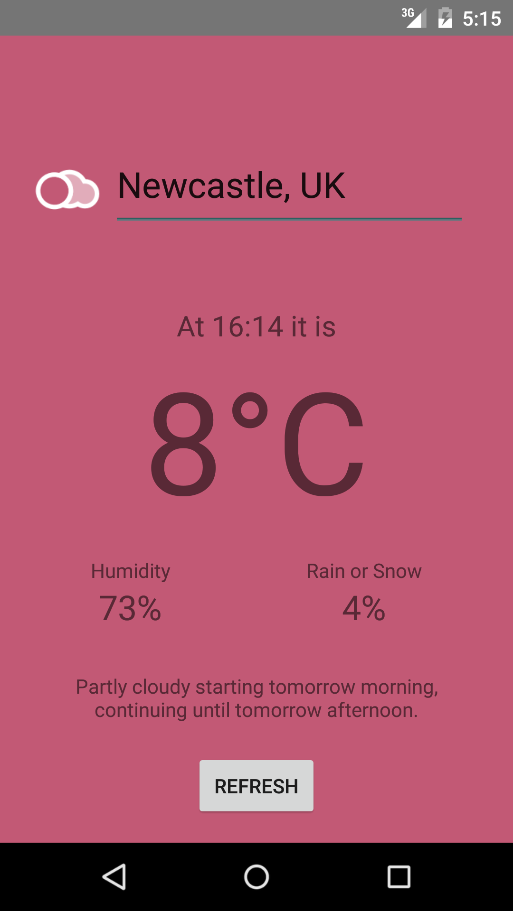 3G 5:15
Newcastle, UK
At 16:14 it is
8°C
Humidity Rain or Snow
73% 4%
Partly cloudy starting tomorrow morning,
continuing until tomorrow afternoon.
REFRESH